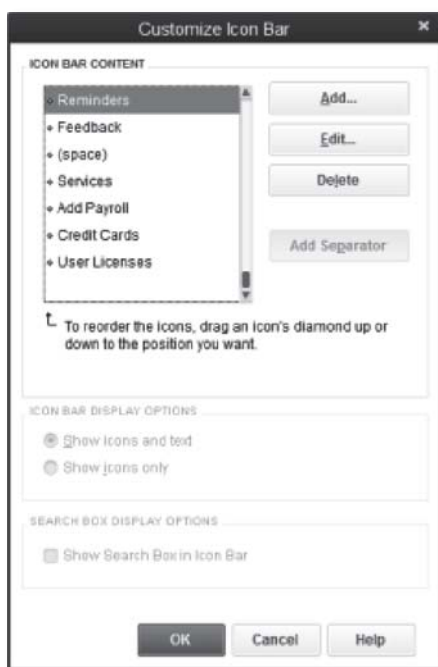 Customize Icon Bar
ICON BAR CONTENT
Reminders
Feedback
(space)
Services
Add Payroll
Credit Cards
User Licenses
Add...
Edit...
Delete
Add Separator
To reorder the icons, drag an icon's diamond up or
down to the position you want.
ICON BAR DISPLAY OPTIONS
Show icons and text
Show icons only
SEARCH BOX DISPLAY OPTIONS
Show Search Box in Icon Bar
OK
Cancel
Help